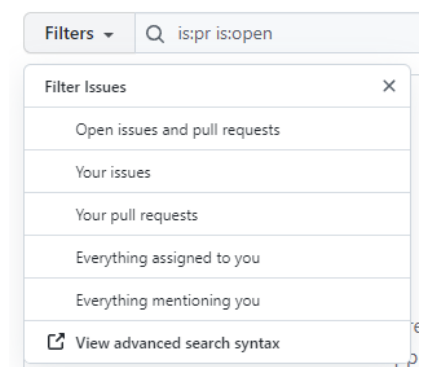 Filters
is:pr is:open
Filter Issues
Open issues and pull requests
Your issues
Your pull requests
Everything assigned to you
Everything mentioning you
View advanced search syntax